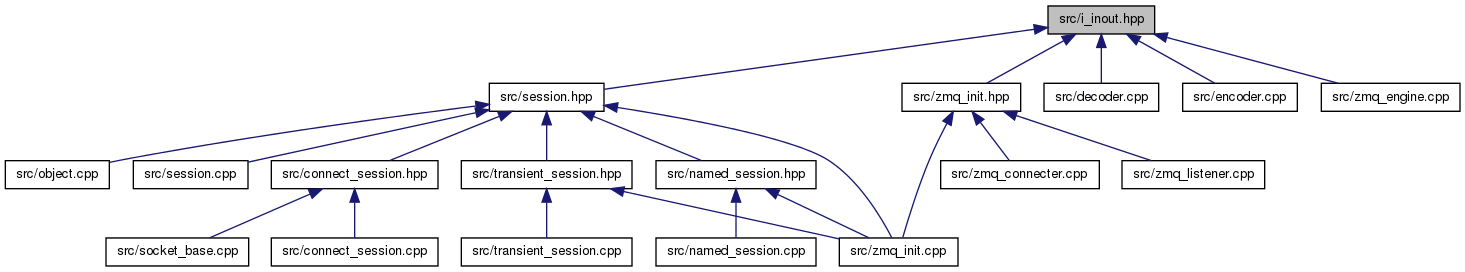 src/i_inout.hpp
src/session.hpp
src/zmq_init.hpp
src/decoder.cpp
src/encoder.cpp
src/zmq_engine.cpp
src/object.cpp
src/session.cpp
src/connect_session.hpp
src/transient_session.hpp
src/named_session.hpp
src/zmq_connecter.cpp
src/zmq_listener.cpp
src/socket_base.cpp
src/connect_session.cpp
src/transient_session.cpp
src/named_session.cpp
src/zmq_init.cpp